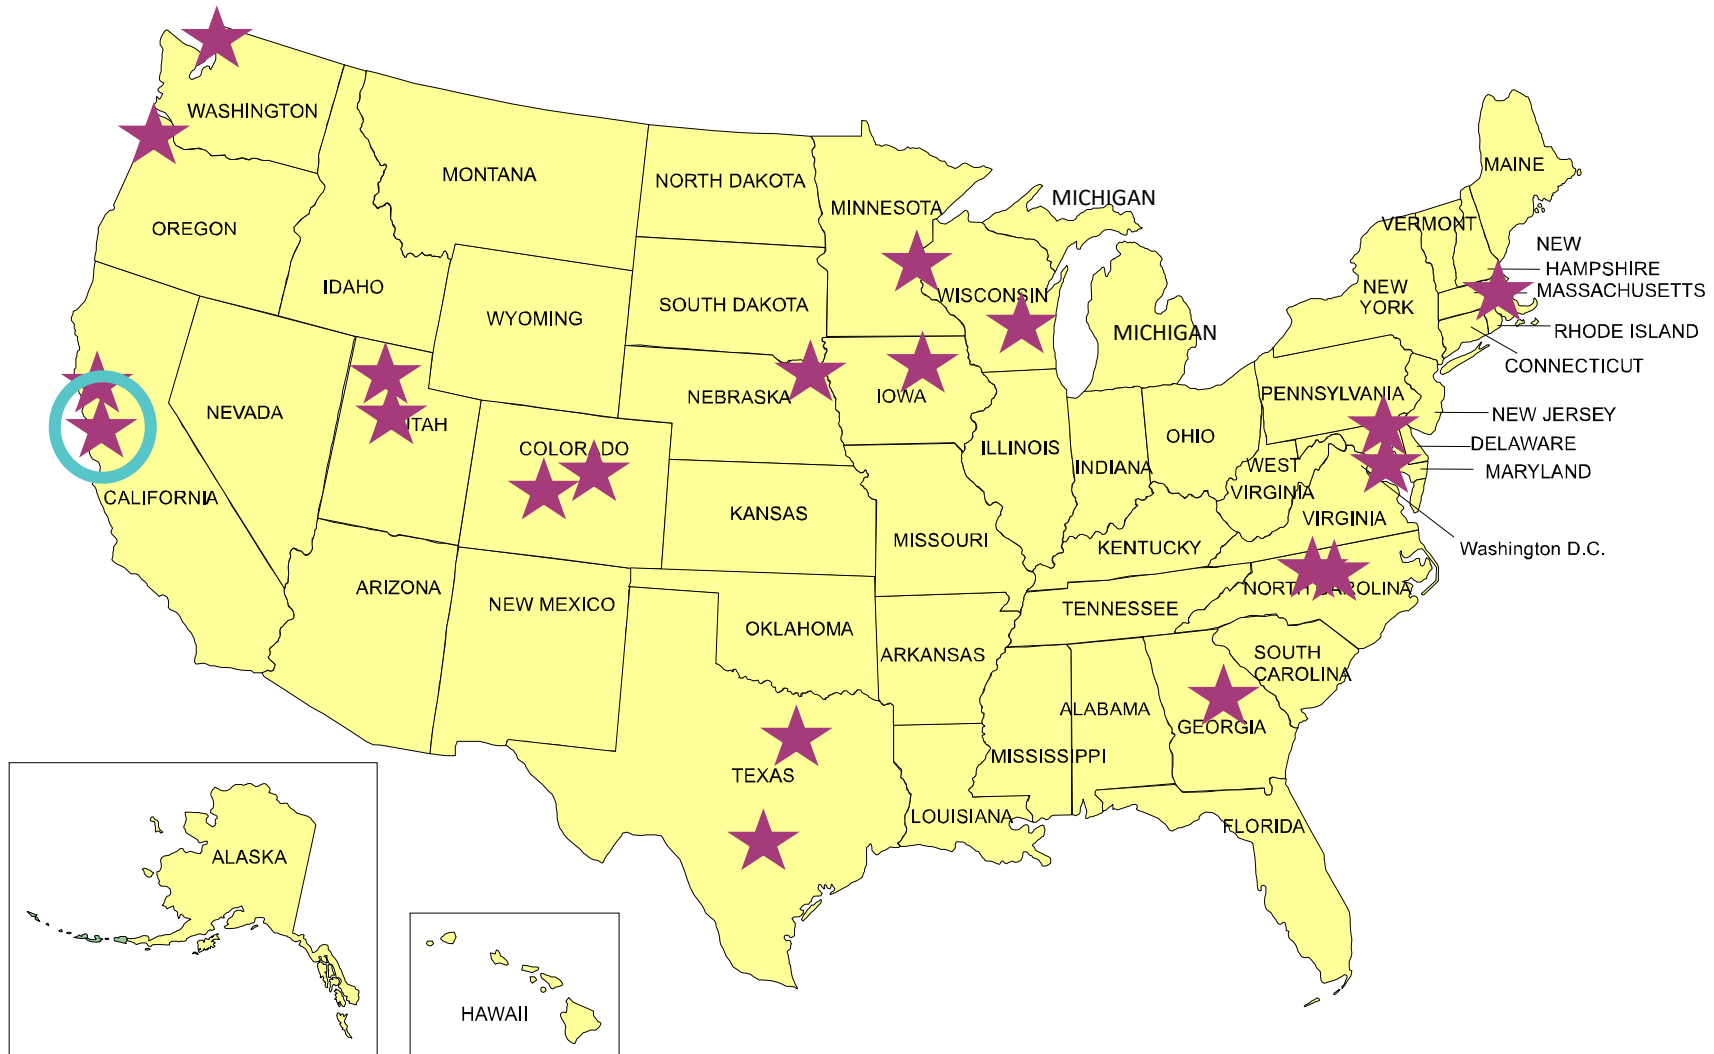 WASHINGTON
MONTANA
NORTH DAKOTA
MINNESOTA
MICHIGAN
MAINE
VERMONT
NEW
HAMPSHIRE
MASSACHUSETTS
RHODE ISLAND
CONNECTICUT
OREGON
IDAHO
WYOMING
SOUTH DAKOTA
WISCONSIN
MICHIGAN
NEW
YORK
PENNSYLVANIA
NEW JERSEY
DELAWARE
MARYLAND
NEVADA
UTAH
COLORADO
NEBRASKA
IOWA
ILLINOIS
INDIANA
OHIO
WEST
VIRGINIA
VIRGINIA
Washington D.C.
CALIFORNIA
KANSAS
MISSOURI
KENTUCKY
ARIZONA
NEW MEXICO
OKLAHOMA
ARKANSAS
TENNESSEE
NORTH CAROLINA
SOUTH
CAROLINA
TEXAS
LOUISIANA
MISSISSIPPI
ALABAMA
GEORGIA
FLORIDA
ALASKA
HAWAII